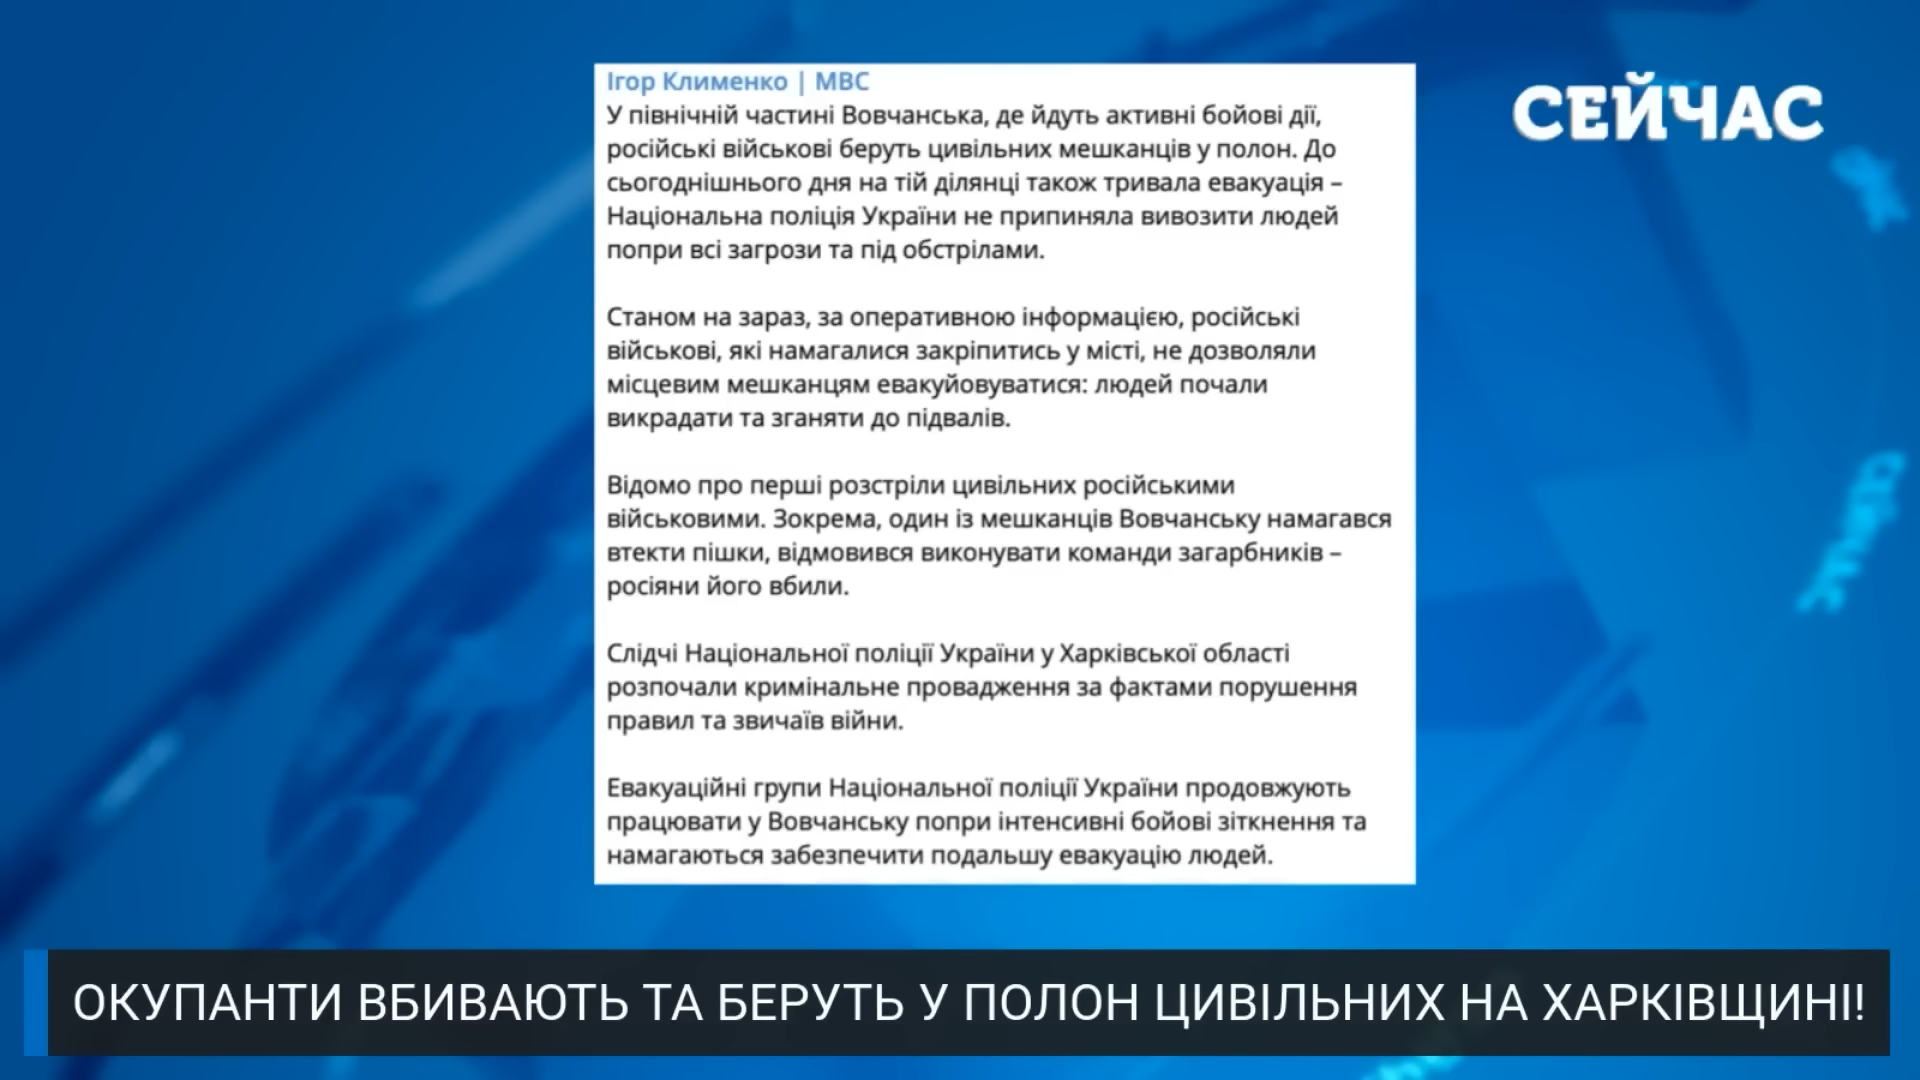 Ігор Клименко | МВС
СЕЙЧАС
У північній частині Вовчанська, де йдуть активні бойові дії,
російські військові беруть цивільних мешканців у полон. До
сьогоднішнього дня на тій ділянці також тривала евакуація –
Національна поліція України не припиняла вивозити людей
попри всі загрози та під обстрілами.
Станом на зараз, за оперативною інформацією, російські
військові, які намагалися закріпитись у місті, не дозволяли
місцевим мешканцям евакуйовуватися: людей почали
викрадати та зганяти до підвалів.
Відомо про перші розстріли цивільних російськими
військовими. Зокрема, один із мешканців Вовчанську намагався
втекти пішки, відмовився виконувати команди загарбників –
росіяни його вбили.
Слідчі Національної поліції України у Харківської області
розпочали кримінальне провадження за фактами порушення
правил та звичаїв війни.
Евакуаційні групи Національної поліції України продовжують
працювати у Вовчанську попри інтенсивні бойові зіткнення та
намагаються забезпечити подальшу евакуацію людей.
ОКУПАНТИ ВБИВАЮТЬ ТА БЕРУТЬ У ПОЛОН ЦИВІЛЬНИХ НА ХАРКІВЩИНІ!